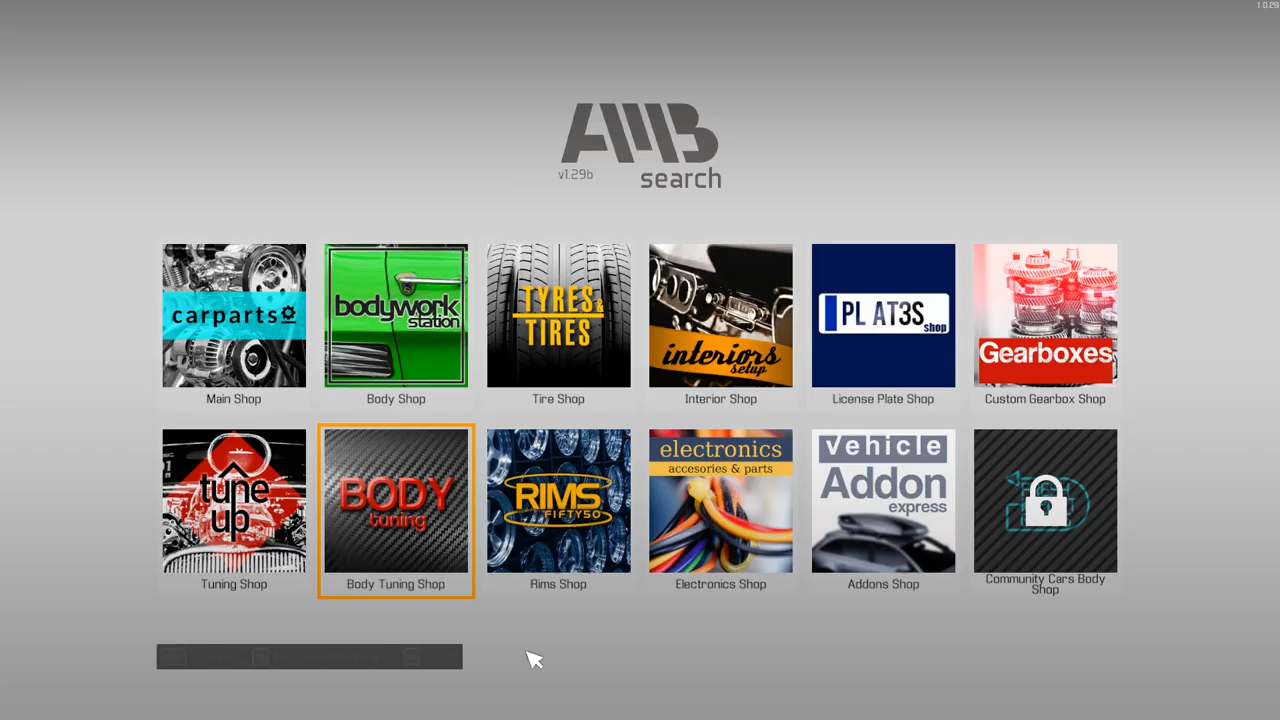 1.0.29
AMB
v1.29b
search
carparts
Main Shop
bodywork
station
Body Shop
TYRES &
TIRES
Tire Shop
interiors
setup
Interior Shop
PL AT3S
shop
License Plate Shop
Gearboxes
Custom Gearbox Shop
tune
up
Tuning Shop
BODY
tuning
Body Tuning Shop
RIMS
FIFTY50
Rims Shop
electronics
accesories & parts
Electronics Shop
vehicle
Addon
express
Addons Shop
Community Cars Body
Shop